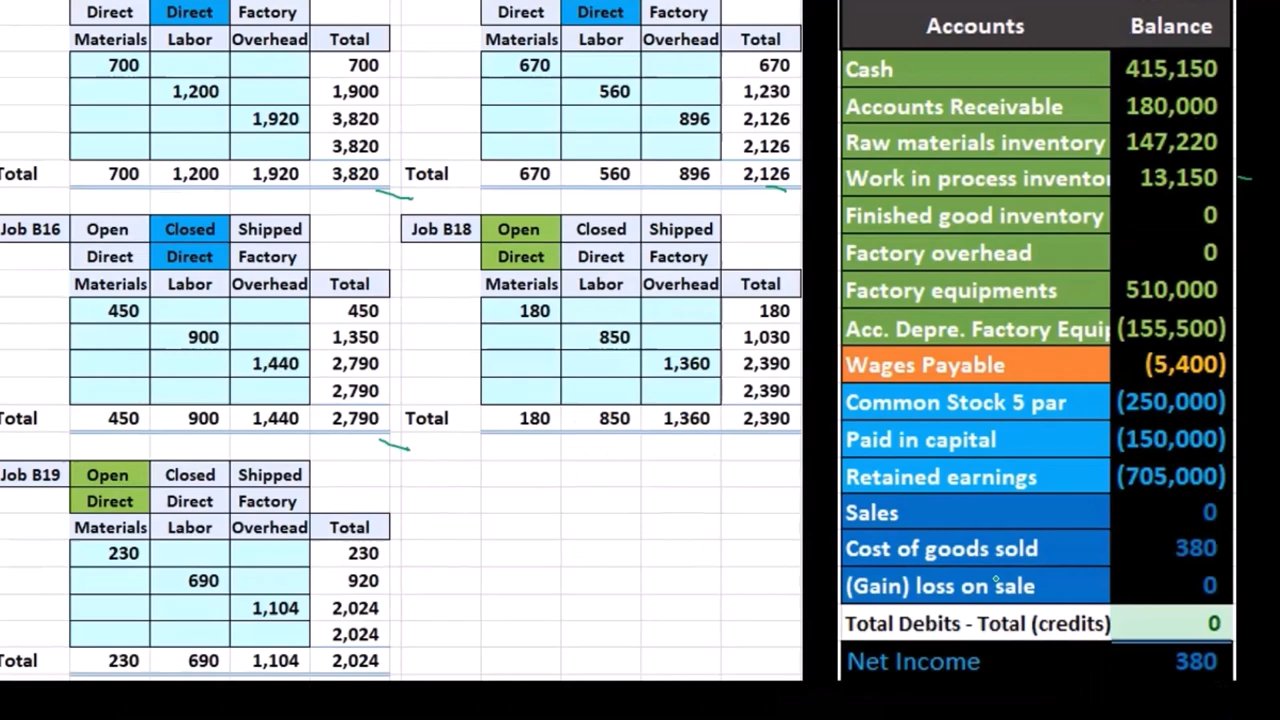 Direct Direct Factory
Materials Labor Overhead Total
700 700
1,200 1,900
1,920 3,820
3,820
Total 700 1,200 1,920 3,820
Job B16 Open Closed Shipped
Direct Direct Factory
Materials Labor Overhead Total
450 450
900 1,350
1,440 2,790
2,790
Total 450 900 1,440 2,790
Job B19 Open Closed Shipped
Direct Direct Factory
Materials Labor Overhead Total
230 230
690 920
1,104 2,024
2,024
Total 230 690 1,104 2,024
Direct Direct Factory
Materials Labor Overhead Total
670 670
560 1,230
896 2,126
2,126
Total 670 560 896 2,126
Job B18 Open Closed Shipped
Direct Direct Factory
Materials Labor Overhead Total
180 180
850 1,030
1,360 2,390
2,390
Total 180 850 1,360 2,390
Accounts Balance
Cash 415,150
Accounts Receivable 180,000
Raw materials inventory 147,220
Work in process inventor 13,150
Finished good inventory 0
Factory overhead 0
Factory equipments 510,000
Acc. Depre. Factory Equip (155,500)
Wages Payable (5,400)
Common Stock 5 par (250,000)
Paid in capital (150,000)
Retained earnings (705,000)
Sales 0
Cost of goods sold 380
(Gain) loss on sale 0
Total Debits - Total (credits) 0
Net Income 380